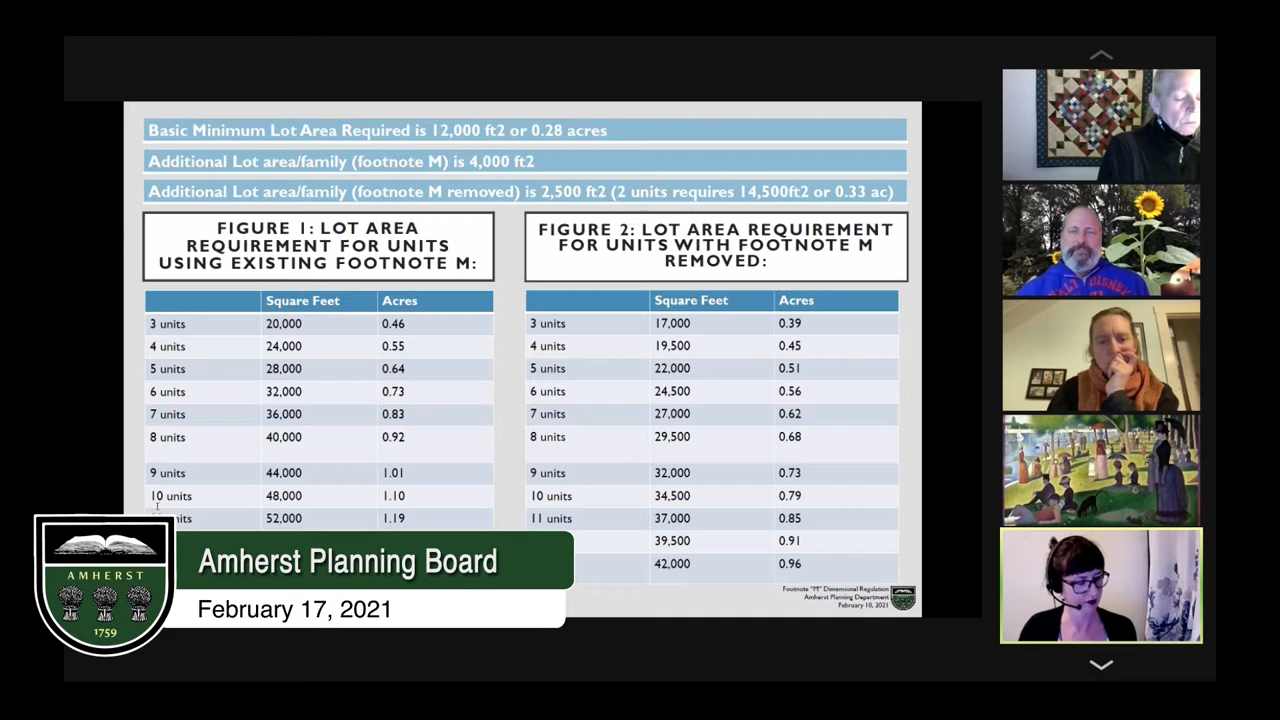 Basic Minimum Lot Area Required is 12,000 ft2 or 0.28 acres
Additional Lot area/family (footnote M) is 4,000 ft2
Additional Lot area/family (footnote M removed) is 2,500 ft2 (2 units requires 14,500ft2 or 0.33 ac)
FIGURE 1: LOT AREA
REQUIREMENT FOR UNITS
USING EXISTING FOOTNOTE M:
Square Feet Acres
3 units 20,000 0.46
4 units 24,000 0.55
5 units 28,000 0.64
6 units 32,000 0.73
7 units 36,000 0.83
8 units 40,000 0.92
9 units 44,000 1.01
10 units 48,000 1.10
52,000 1.19
FIGURE 2: LOT AREA REQUIREMENT
FOR UNITS WITH FOOTNOTE M
REMOVED:
Square Feet Acres
3 units 17,000 0.39
4 units 19,500 0.45
5 units 22,000 0.51
6 units 24,500 0.56
7 units 27,000 0.62
8 units 29,500 0.68
9 units 32,000 0.73
10 units 34,500 0.79
11 units 37,000 0.85
39,500 0.91
42,000 0.96
Footnote "M" Dimensional Regulation
Amherst Planning Department
February 10, 2021
AMHERST
1759
Amherst Planning Board
February 17, 2021